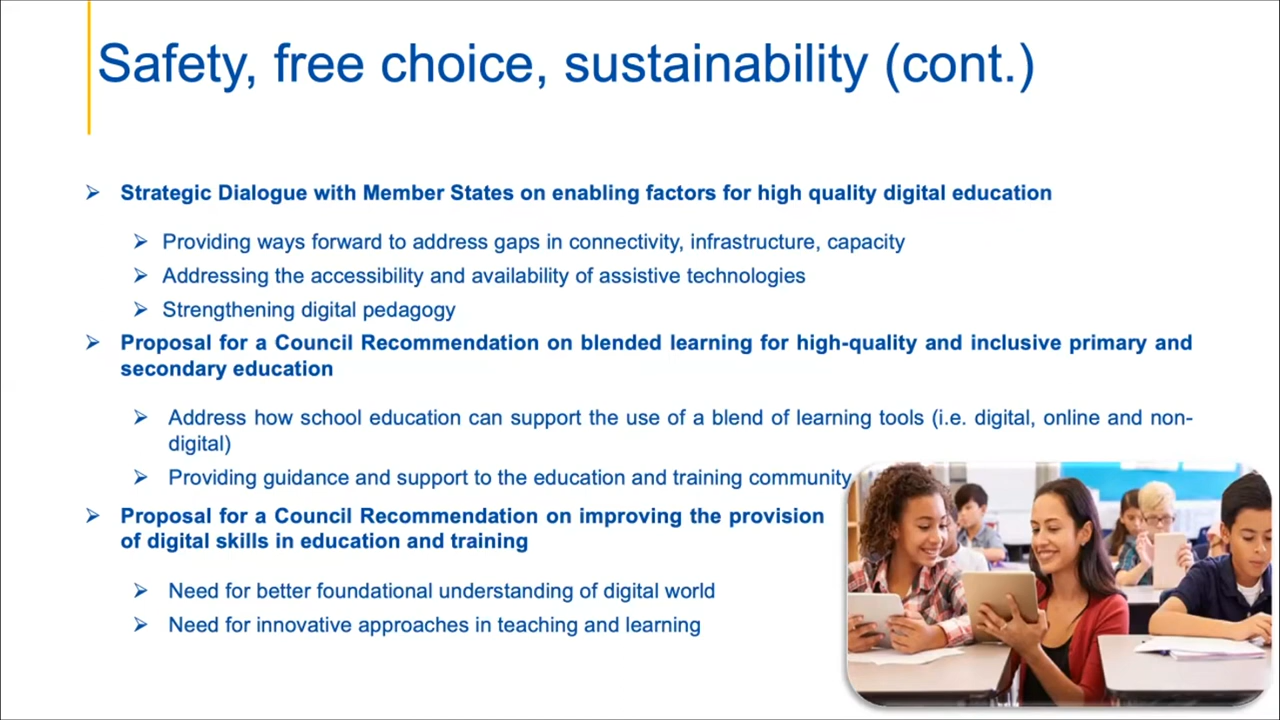 Safety, free choice, sustainability (cont.)
Strategic Dialogue with Member States on enabling factors for high quality digital education
Providing ways forward to address gaps in connectivity, infrastructure, capacity
Addressing the accessibility and availability of assistive technologies
Strengthening digital pedagogy
Proposal for a Council Recommendation on blended learning for high-quality and inclusive primary and
secondary education
Address how school education can support the use of a blend of learning tools (i.e. digital, online and non-
digital)
Providing guidance and support to the education and training community
Proposal for a Council Recommendation on improving the provision
of digital skills in education and training
Need for better foundational understanding of digital world
Need for innovative approaches in teaching and learning